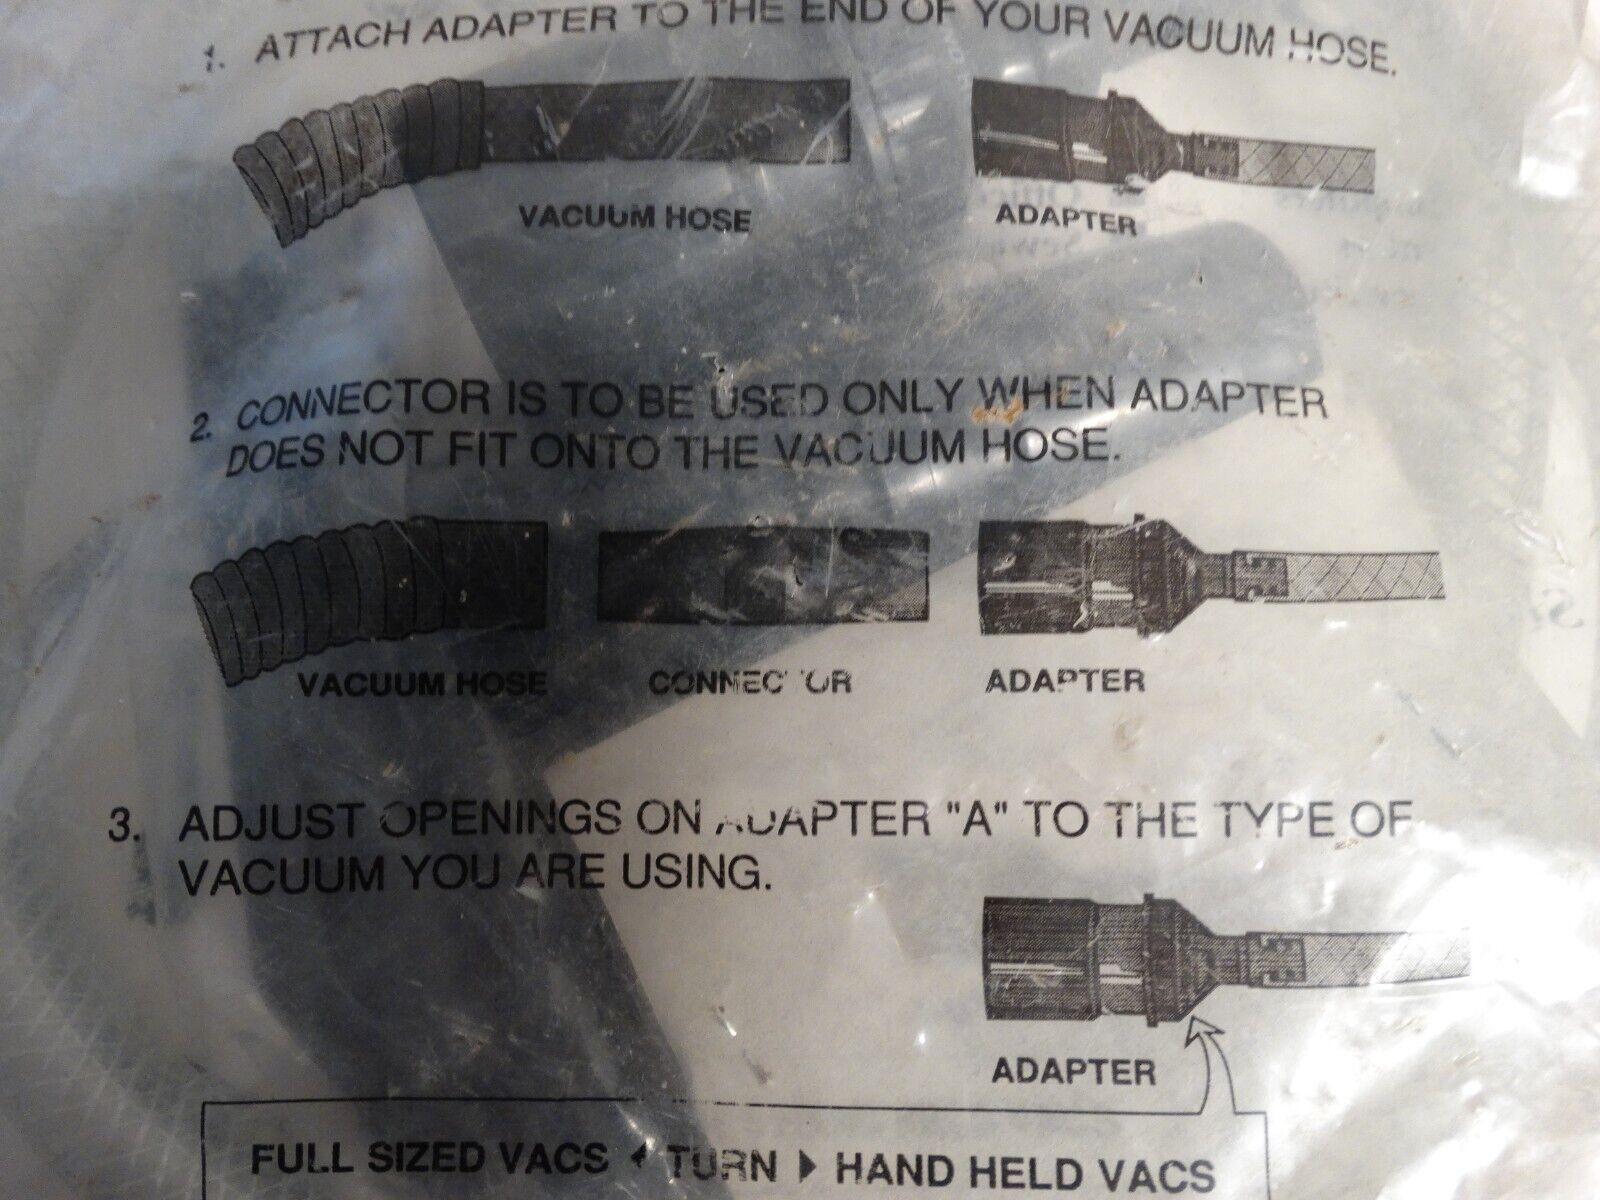 1. ATTACH ADAPTER TO THE END OF YOUR VACUUM HOSE.
VACUUM HOSE
ADAPTER
2. CONNECTOR IS TO BE USED ONLY WHEN ADAPTER
DOES NOT FIT ONTO THE VACUUM HOSE.
VACUUM HOSE
CONNECTOR
ADAPTER
3. ADJUST OPENINGS ON ADAPTER "A" TO THE TYPE OF
VACUUM YOU ARE USING.
ADAPTER
FULL SIZED VACS ◀ TURN ▶ HAND HELD VACS